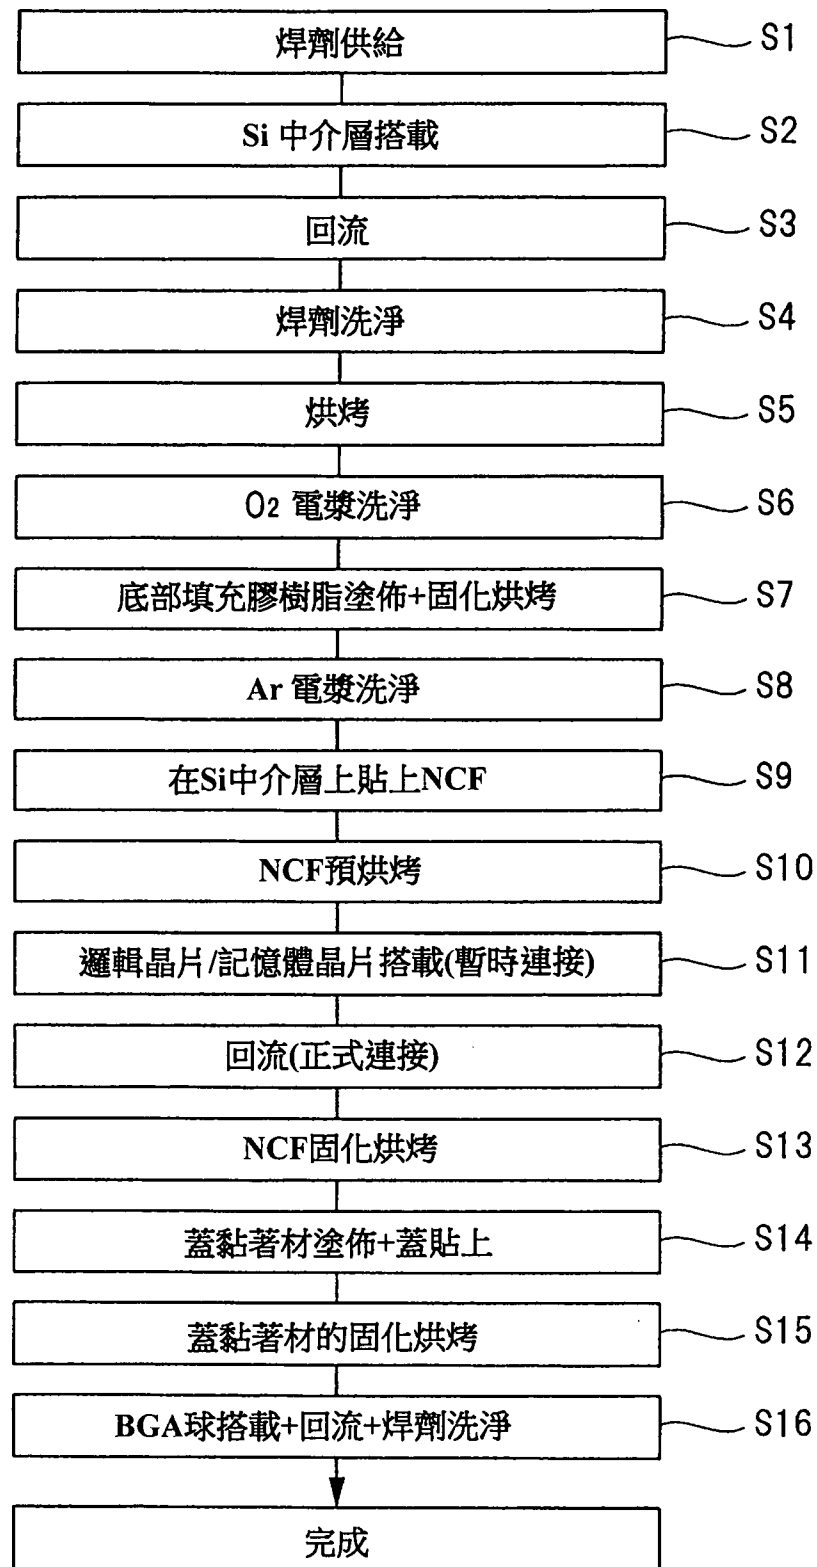 焊劑供給 S1
Si 中介層搭載 S2
回流 S3
焊劑洗淨 S4
烘烤 S5
O2 電漿洗淨 S6
底部填充膠樹脂塗佈+固化烘烤 S7
Ar 電漿洗淨 S8
在Si中介層上貼上NCF S9
NCF預烘烤 S10
邏輯晶片/記憶體晶片搭載(暫時連接) S11
回流(正式連接) S12
NCF固化烘烤 S13
蓋黏著材塗佈+蓋貼上 S14
蓋黏著材的固化烘烤 S15
BGA球搭載+回流+焊劑洗淨 S16
完成